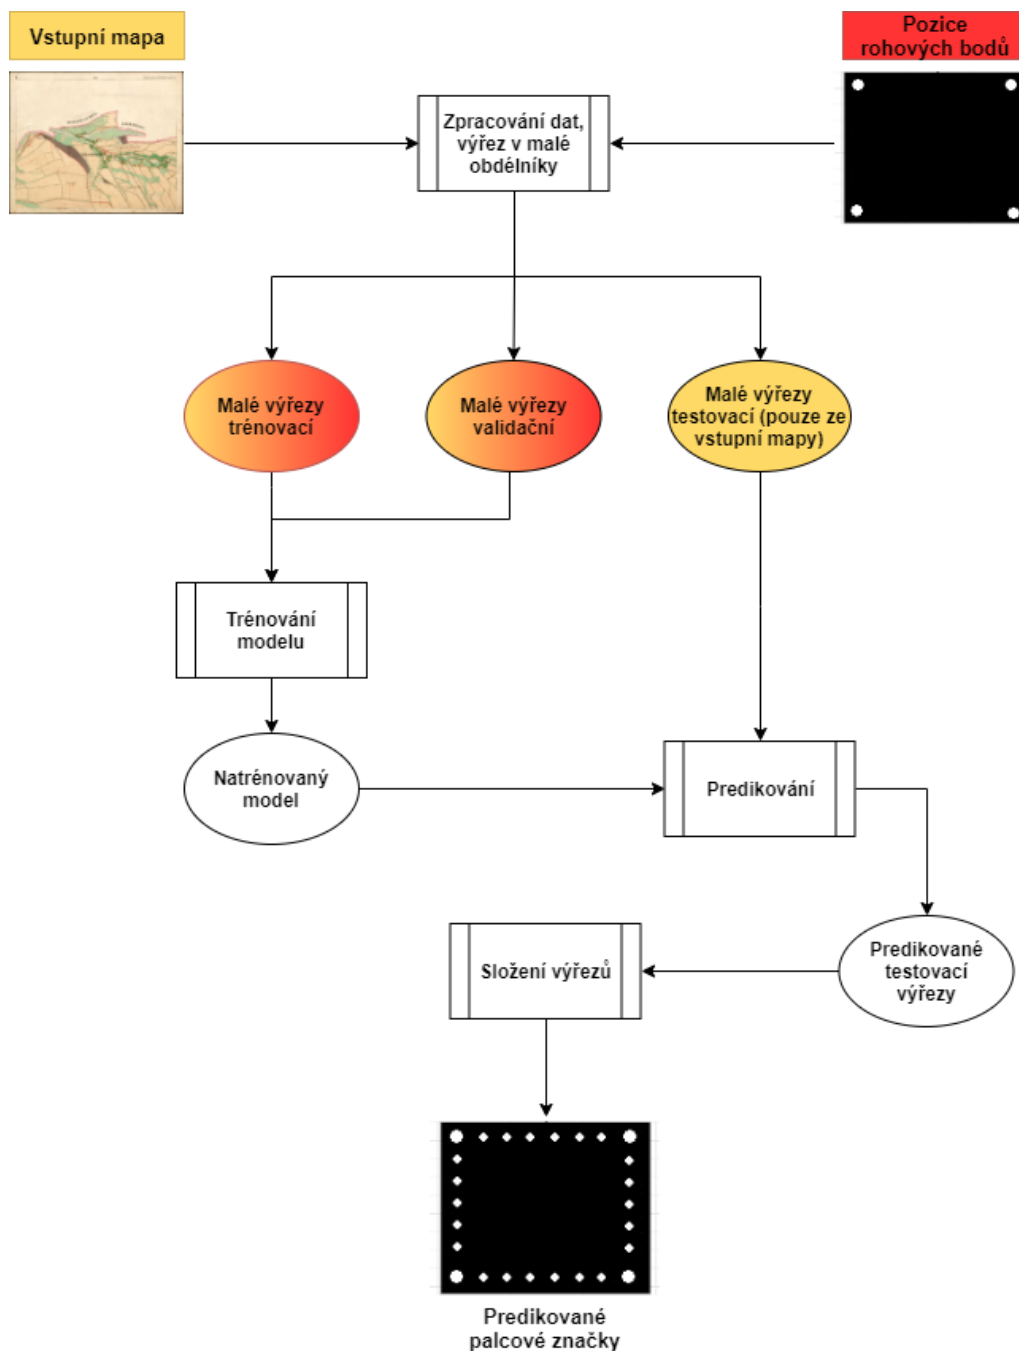 Vstupní mapa
Pozice
rohových bodů
Zpracování dat,
výřez v malé
obdélníky
Malé výřezy
trénovací
Malé výřezy
validační
Malé výřezy
testovací (pouze ze
vstupní mapy)
Trénování
modelu
Natrénovaný
model
Predikování
Predikované
testovací
výřezy
Složení výřezů
Predikované
palcové značky